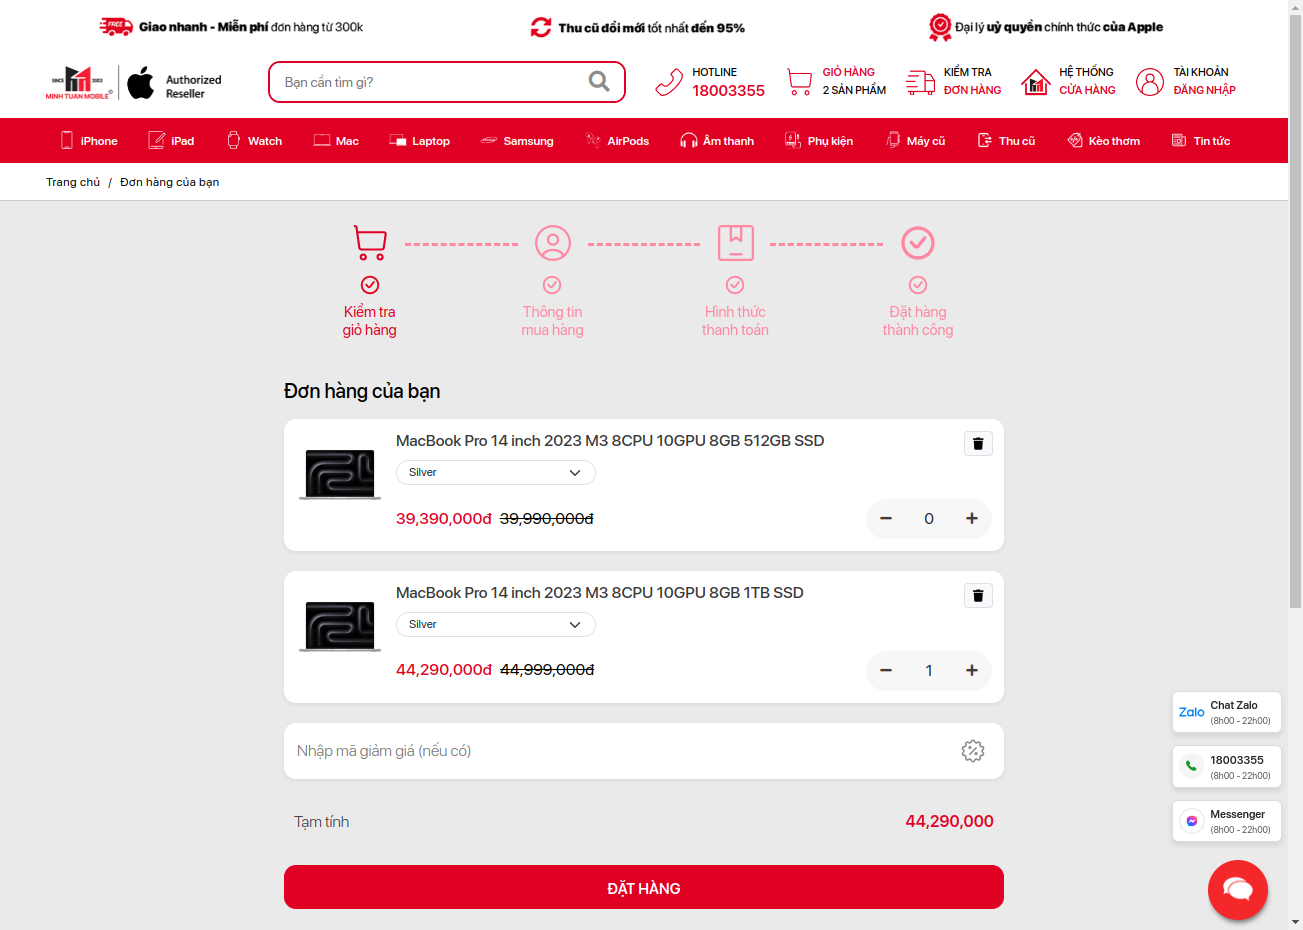 FREE Giao nhanh - Miễn phí đơn hàng từ 300k
Thu cũ đổi mới tốt nhất đến 95%
Đại lý uỷ quyền chính thức của Apple
SINCE 2003
MINH TUAN MOBILE
Authorized
Reseller
Bạn cần tìm gì?
HOTLINE
18003355
GIỎ HÀNG
2 SẢN PHẨM
KIỂM TRA
ĐƠN HÀNG
HỆ THỐNG
CỬA HÀNG
TÀI KHOẢN
ĐĂNG NHẬP
iPhone
iPad
Watch
Mac
Laptop
Samsung
AirPods
Âm thanh
Phụ kiện
Máy cũ
Thu cũ
Kèo thơm
Tin tức
Trang chủ / Đơn hàng của bạn
Kiểm tra
giỏ hàng
Thông tin
mua hàng
Hình thức
thanh toán
Đặt hàng
thành công
Đơn hàng của bạn
MacBook Pro 14 inch 2023 M3 8CPU 10GPU 8GB 512GB SSD
Silver
39,390,000đ 39,990,000đ
0
MacBook Pro 14 inch 2023 M3 8CPU 10GPU 8GB 1TB SSD
Silver
44,290,000đ 44,999,000đ
1
Nhập mã giảm giá (nếu có)
Tạm tính
44,290,000
ĐẶT HÀNG
Zalo
Chat Zalo
(8h00 - 22h00)
18003355
(8h00 - 22h00)
Messenger
(8h00 - 22h00)